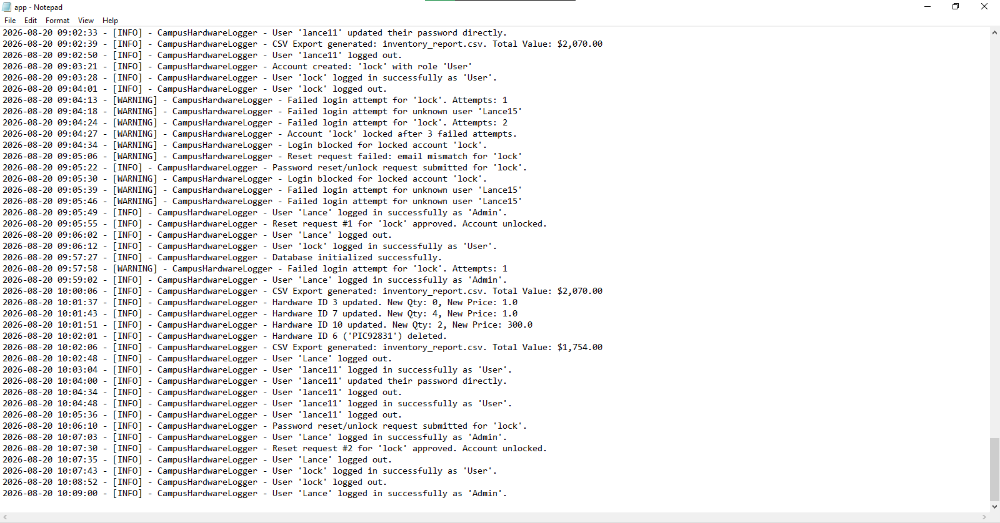 app - Notepad
File Edit Format View Help
2026-08-20 09:02:33 - [INFO] - CampusHardwareLogger - User 'lance11' updated their password directly.
2026-08-20 09:02:39 - [INFO] - CampusHardwareLogger - CSV Export generated: inventory_report.csv. Total Value: $2,070.00
2026-08-20 09:02:50 - [INFO] - CampusHardwareLogger - User 'lance11' logged out.
2026-08-20 09:03:21 - [INFO] - CampusHardwareLogger - Account created: 'lock' with role 'User'
2026-08-20 09:03:28 - [INFO] - CampusHardwareLogger - User 'lock' logged in successfully as 'User'.
2026-08-20 09:04:01 - [INFO] - CampusHardwareLogger - User 'lock' logged out.
2026-08-20 09:04:13 - [WARNING] - CampusHardwareLogger - Failed login attempt for 'lock'. Attempts: 1
2026-08-20 09:04:18 - [WARNING] - CampusHardwareLogger - Failed login attempt for unknown user 'Lance15'
2026-08-20 09:04:24 - [WARNING] - CampusHardwareLogger - Failed login attempt for 'lock'. Attempts: 2
2026-08-20 09:04:27 - [WARNING] - CampusHardwareLogger - Account 'lock' locked after 3 failed attempts.
2026-08-20 09:04:34 - [WARNING] - CampusHardwareLogger - Login blocked for locked account 'lock'.
2026-08-20 09:05:06 - [WARNING] - CampusHardwareLogger - Reset request failed: email mismatch for 'lock'
2026-08-20 09:05:22 - [INFO] - CampusHardwareLogger - Password reset/unlock request submitted for 'lock'.
2026-08-20 09:05:30 - [WARNING] - CampusHardwareLogger - Login blocked for locked account 'lock'.
2026-08-20 09:05:39 - [WARNING] - CampusHardwareLogger - Failed login attempt for unknown user 'Lance15'
2026-08-20 09:05:46 - [WARNING] - CampusHardwareLogger - Failed login attempt for unknown user 'Lance15'
2026-08-20 09:05:49 - [INFO] - CampusHardwareLogger - User 'Lance' logged in successfully as 'Admin'.
2026-08-20 09:05:55 - [INFO] - CampusHardwareLogger - Reset request #1 for 'lock' approved. Account unlocked.
2026-08-20 09:06:02 - [INFO] - CampusHardwareLogger - User 'Lance' logged out.
2026-08-20 09:06:12 - [INFO] - CampusHardwareLogger - User 'lock' logged in successfully as 'User'.
2026-08-20 09:57:27 - [INFO] - CampusHardwareLogger - Database initialized successfully.
2026-08-20 09:57:58 - [WARNING] - CampusHardwareLogger - Failed login attempt for 'lock'. Attempts: 1
2026-08-20 09:59:02 - [INFO] - CampusHardwareLogger - User 'Lance' logged in successfully as 'Admin'.
2026-08-20 10:00:06 - [INFO] - CampusHardwareLogger - CSV Export generated: inventory_report.csv. Total Value: $2,070.00
2026-08-20 10:01:37 - [INFO] - CampusHardwareLogger - Hardware ID 3 updated. New Qty: 0, New Price: 1.0
2026-08-20 10:01:43 - [INFO] - CampusHardwareLogger - Hardware ID 7 updated. New Qty: 4, New Price: 1.0
2026-08-20 10:01:51 - [INFO] - CampusHardwareLogger - Hardware ID 10 updated. New Qty: 2, New Price: 300.0
2026-08-20 10:02:01 - [INFO] - CampusHardwareLogger - Hardware ID 6 ('PIC92831') deleted.
2026-08-20 10:02:06 - [INFO] - CampusHardwareLogger - CSV Export generated: inventory_report.csv. Total Value: $1,754.00
2026-08-20 10:02:48 - [INFO] - CampusHardwareLogger - User 'Lance' logged out.
2026-08-20 10:03:04 - [INFO] - CampusHardwareLogger - User 'lance11' logged in successfully as 'User'.
2026-08-20 10:04:00 - [INFO] - CampusHardwareLogger - User 'lance11' updated their password directly.
2026-08-20 10:04:34 - [INFO] - CampusHardwareLogger - User 'lance11' logged out.
2026-08-20 10:04:48 - [INFO] - CampusHardwareLogger - User 'lance11' logged in successfully as 'User'.
2026-08-20 10:05:36 - [INFO] - CampusHardwareLogger - User 'lance11' logged out.
2026-08-20 10:06:10 - [INFO] - CampusHardwareLogger - Password reset/unlock request submitted for 'lock'.
2026-08-20 10:07:03 - [INFO] - CampusHardwareLogger - User 'Lance' logged in successfully as 'Admin'.
2026-08-20 10:07:30 - [INFO] - CampusHardwareLogger - Reset request #2 for 'lock' approved. Account unlocked.
2026-08-20 10:07:35 - [INFO] - CampusHardwareLogger - User 'Lance' logged out.
2026-08-20 10:07:43 - [INFO] - CampusHardwareLogger - User 'lock' logged in successfully as 'User'.
2026-08-20 10:08:52 - [INFO] - CampusHardwareLogger - User 'lock' logged out.
2026-08-20 10:09:00 - [INFO] - CampusHardwareLogger - User 'Lance' logged in successfully as 'Admin'.